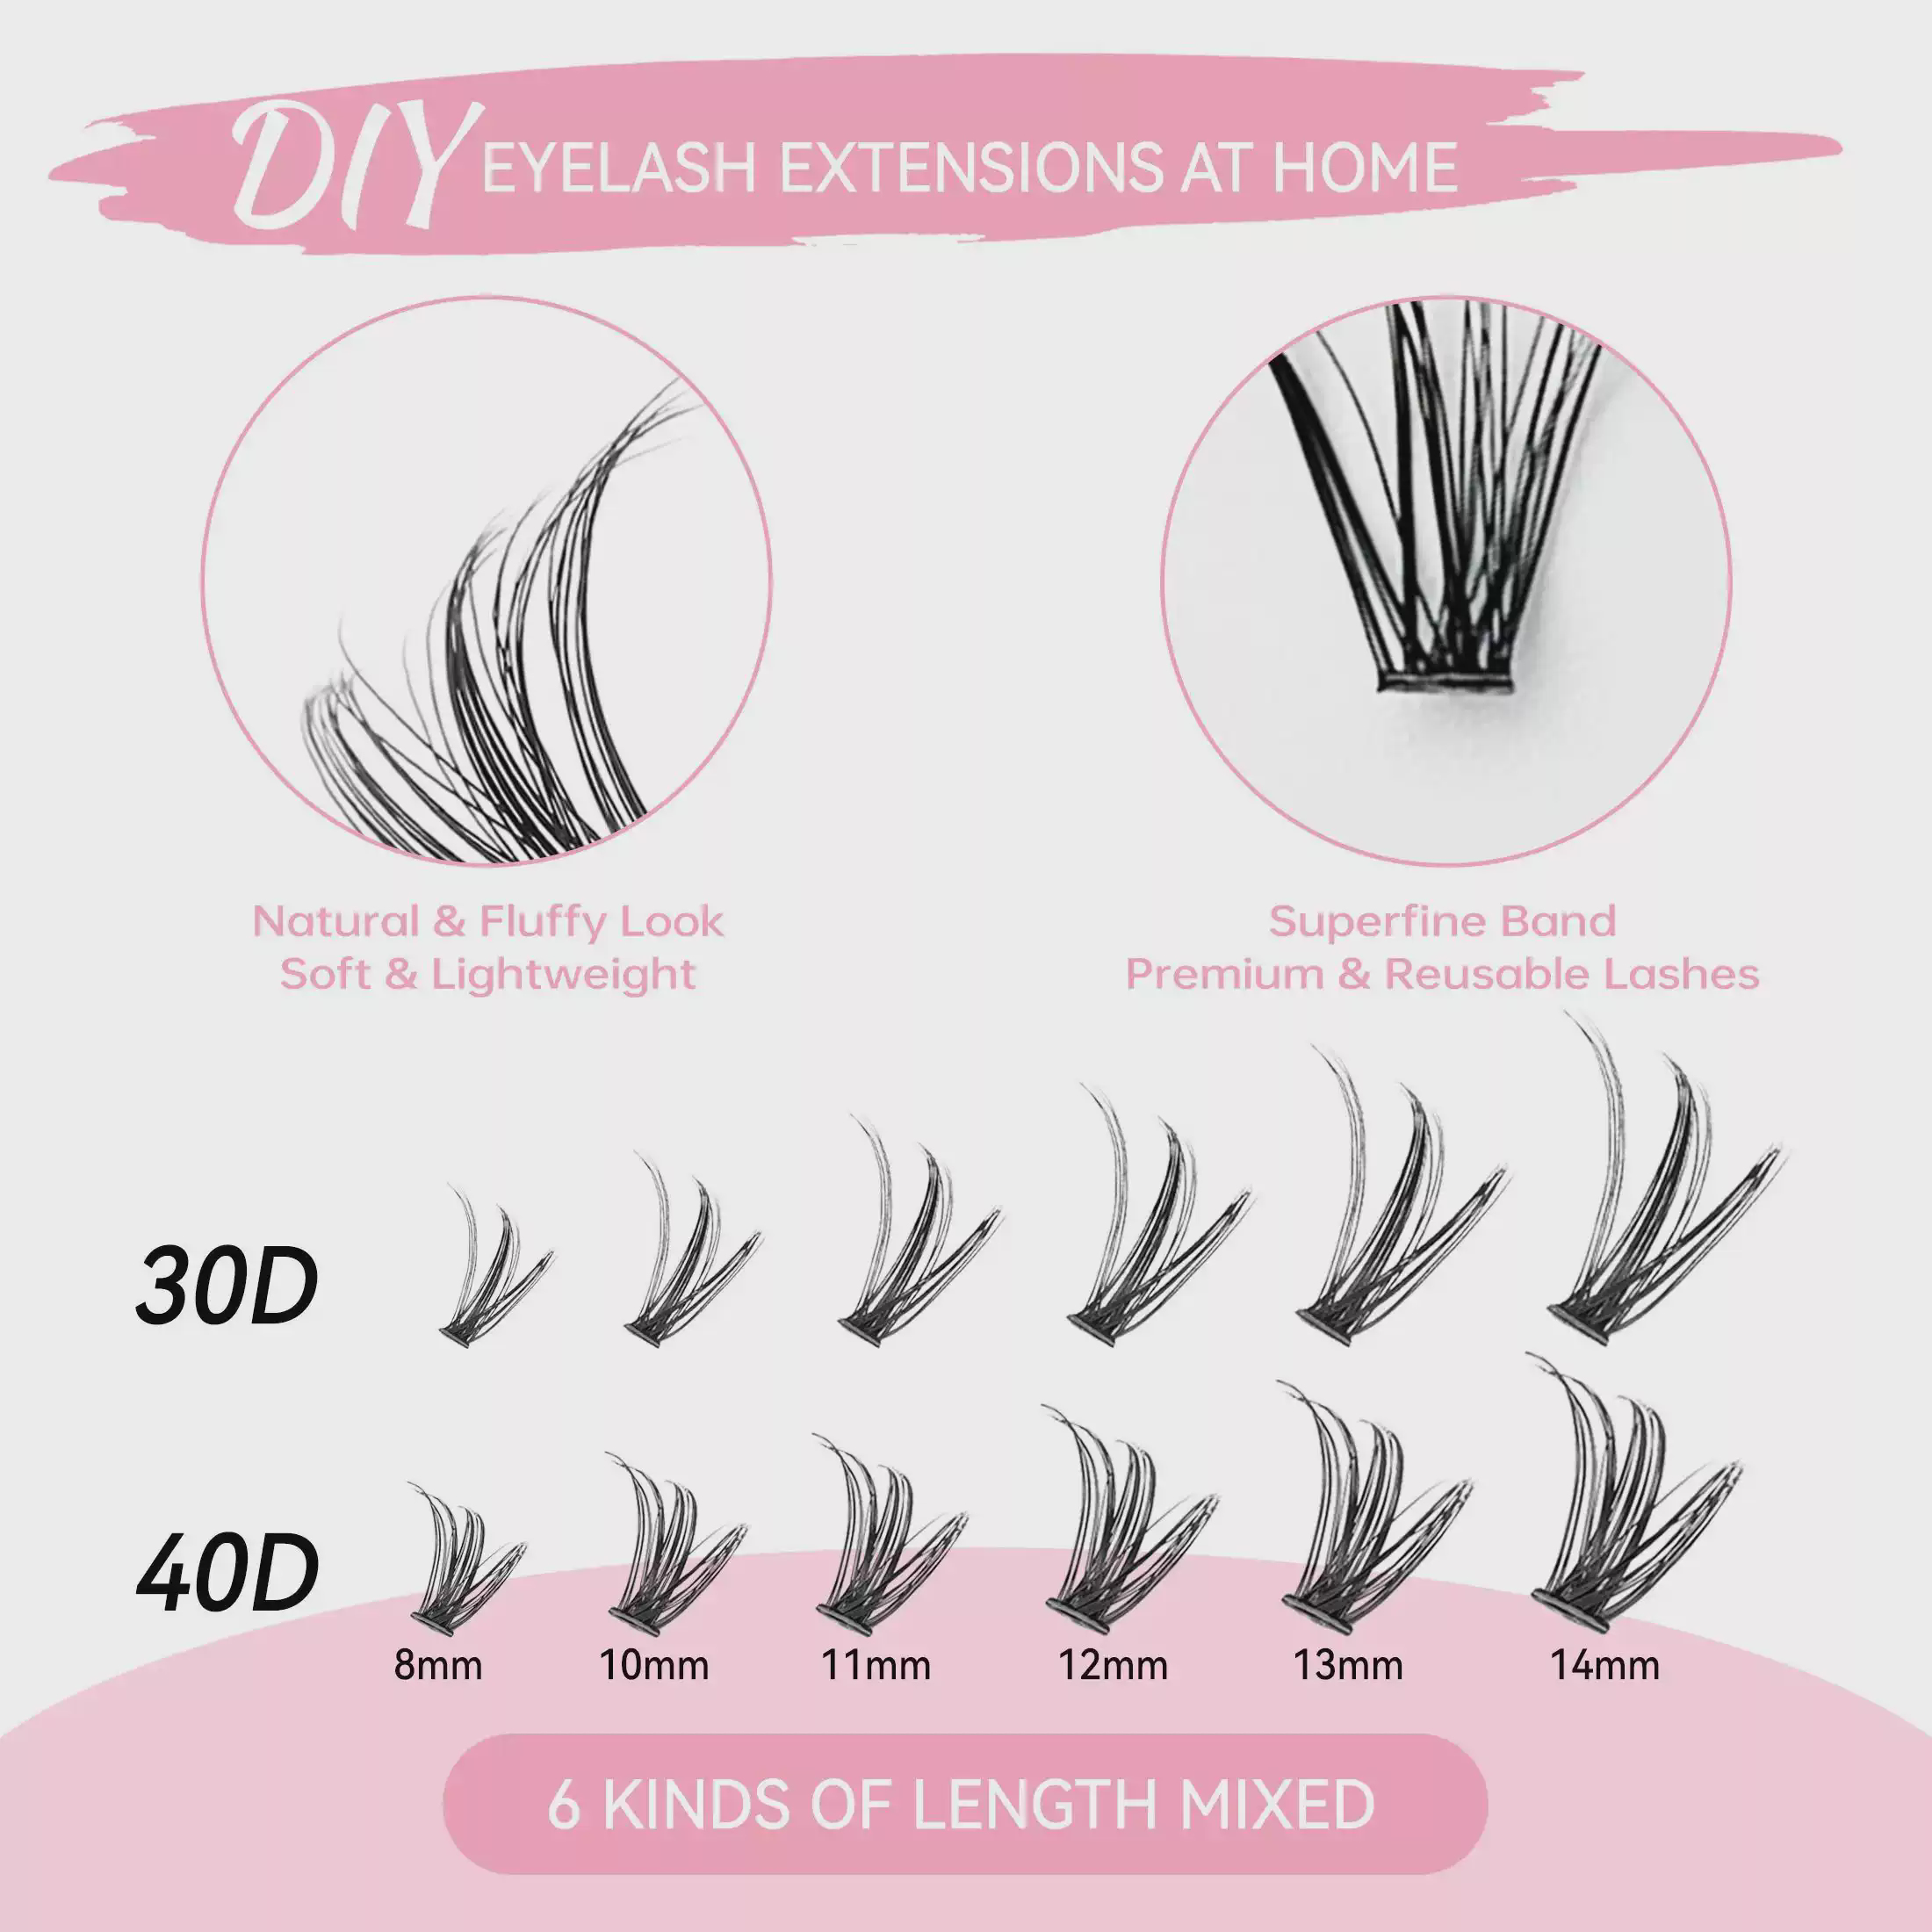 DIY EYELASH EXTENSIONS AT HOME
Natural & Fluffy Look
Soft & Lightweight
Superfine Band
Premium & Reusable Lashes
30D
40D
8mm 10mm 11mm 12mm 13mm 14mm
6 KINDS OF LENGTH MIXED